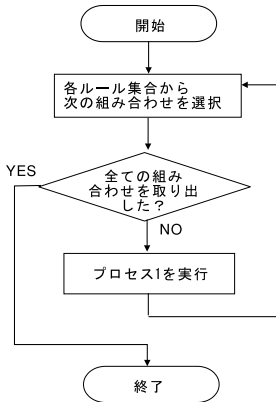 開始
各ルール集合から
次の組み合わせを選択
YES
全ての組み
合わせを取り出
した？
NO
プロセス1を実行
終了